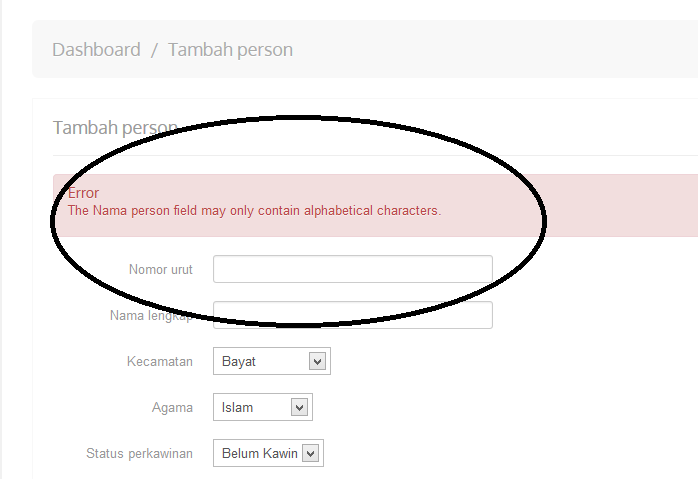 Dashboard / Tambah person
Tambah person
Error
The Nama person field may only contain alphabetical characters.
Nomor urut
Nama lengkap
Kecamatan Bayat
Agama Islam
Status perkawinan Belum Kawin